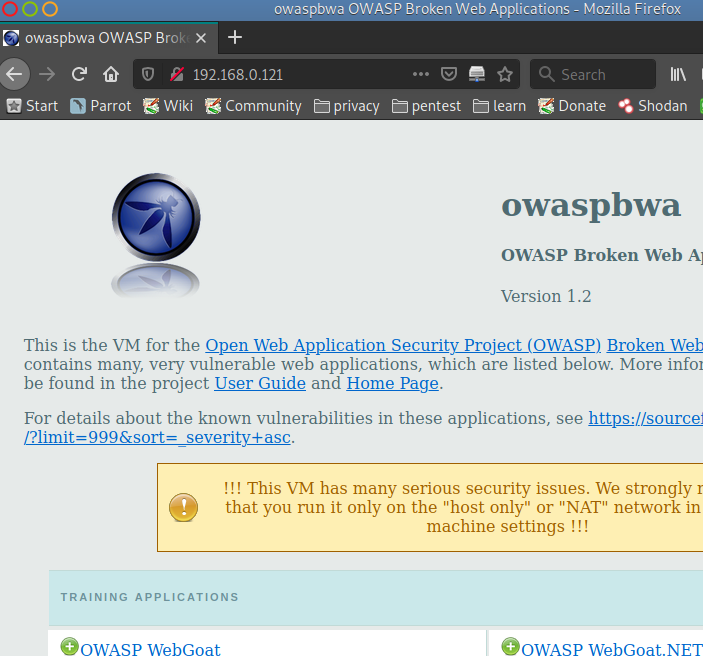 owaspbwa OWASP Broken Web Applications - Mozilla Firefox
owaspbwa OWASP Brok
192.168.0.121
Search
Start Parrot Wiki Community privacy pentest learn Donate Shodan
owaspbwa
OWASP Broken Web Ap
Version 1.2
This is the VM for the Open Web Application Security Project (OWASP) Broken Web
contains many, very vulnerable web applications, which are listed below. More infor
be found in the project User Guide and Home Page.
For details about the known vulnerabilities in these applications, see https://sourcef
/?limit=999&sort=_severity+asc.
!!! This VM has many serious security issues. We strongly r
that you run it only on the "host only" or "NAT" network in
machine settings !!!
TRAINING APPLICATIONS
OWASP WebGoat
OWASP WebGoat.NET